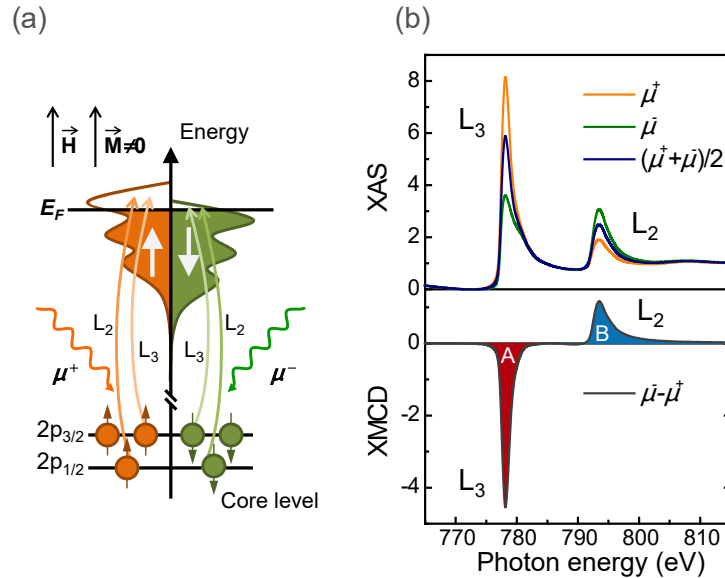 (a)
H⃗ M⃗≠0
Energy
E_F
L₂ L₃ L₃ L₂
μ⁺ μ⁻
2p₃/₂
2p₁/₂
Core level
(b)
8
6
4
2
0
XAS
L₃
L₂
μ⁺
μ⁻
(μ⁺+μ⁻)/2
0
-2
-4
XMCD
A
B
L₂
L₃
μ⁻-μ⁺
770 780 790 800 810
Photon energy (eV)